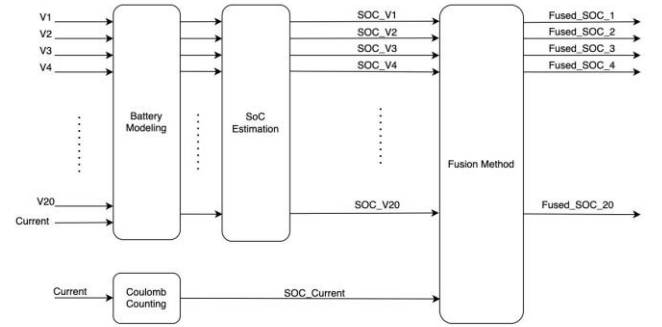 V1
SOC_V1
Fused_SOC_1
V2
SOC_V2
Fused_SOC_2
V3
SOC_V3
Fused_SOC_3
V4
SOC_V4
Fused_SOC_4
Battery
Modeling
SoC
Estimation
Fusion Method
V20
SOC_V20
Fused_SOC_20
Current
Current
Coulomb
Counting
SOC_Current